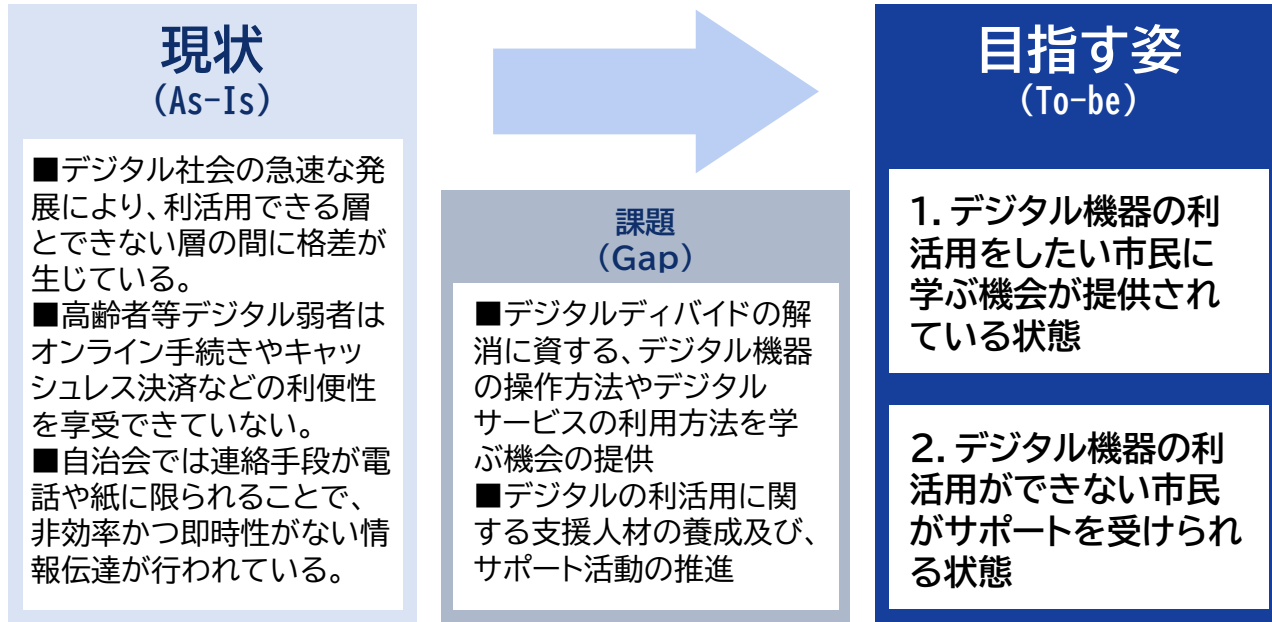 現状
(As-Is)
■デジタル社会の急速な発
展により、利活用できる層
とできない層の間に格差が
生じている。
■高齢者等デジタル弱者は
オンライン手続きやキャッ
シュレス決済などの利便性
を享受できていない。
■自治会では連絡手段が電
話や紙に限られることで、
非効率かつ即時性がない情
報伝達が行われている。
課題
(Gap)
■デジタルディバイドの解
消に資する、デジタル機器
の操作方法やデジタル
サービスの利用方法を学
ぶ機会の提供
■デジタルの利活用に関
する支援人材の養成及び、
サポート活動の推進
目指す姿
(To-be)
1. デジタル機器の利
活用をしたい市民に
学ぶ機会が提供され
ている状態
2. デジタル機器の利
活用ができない市民
がサポートを受けられ
る状態